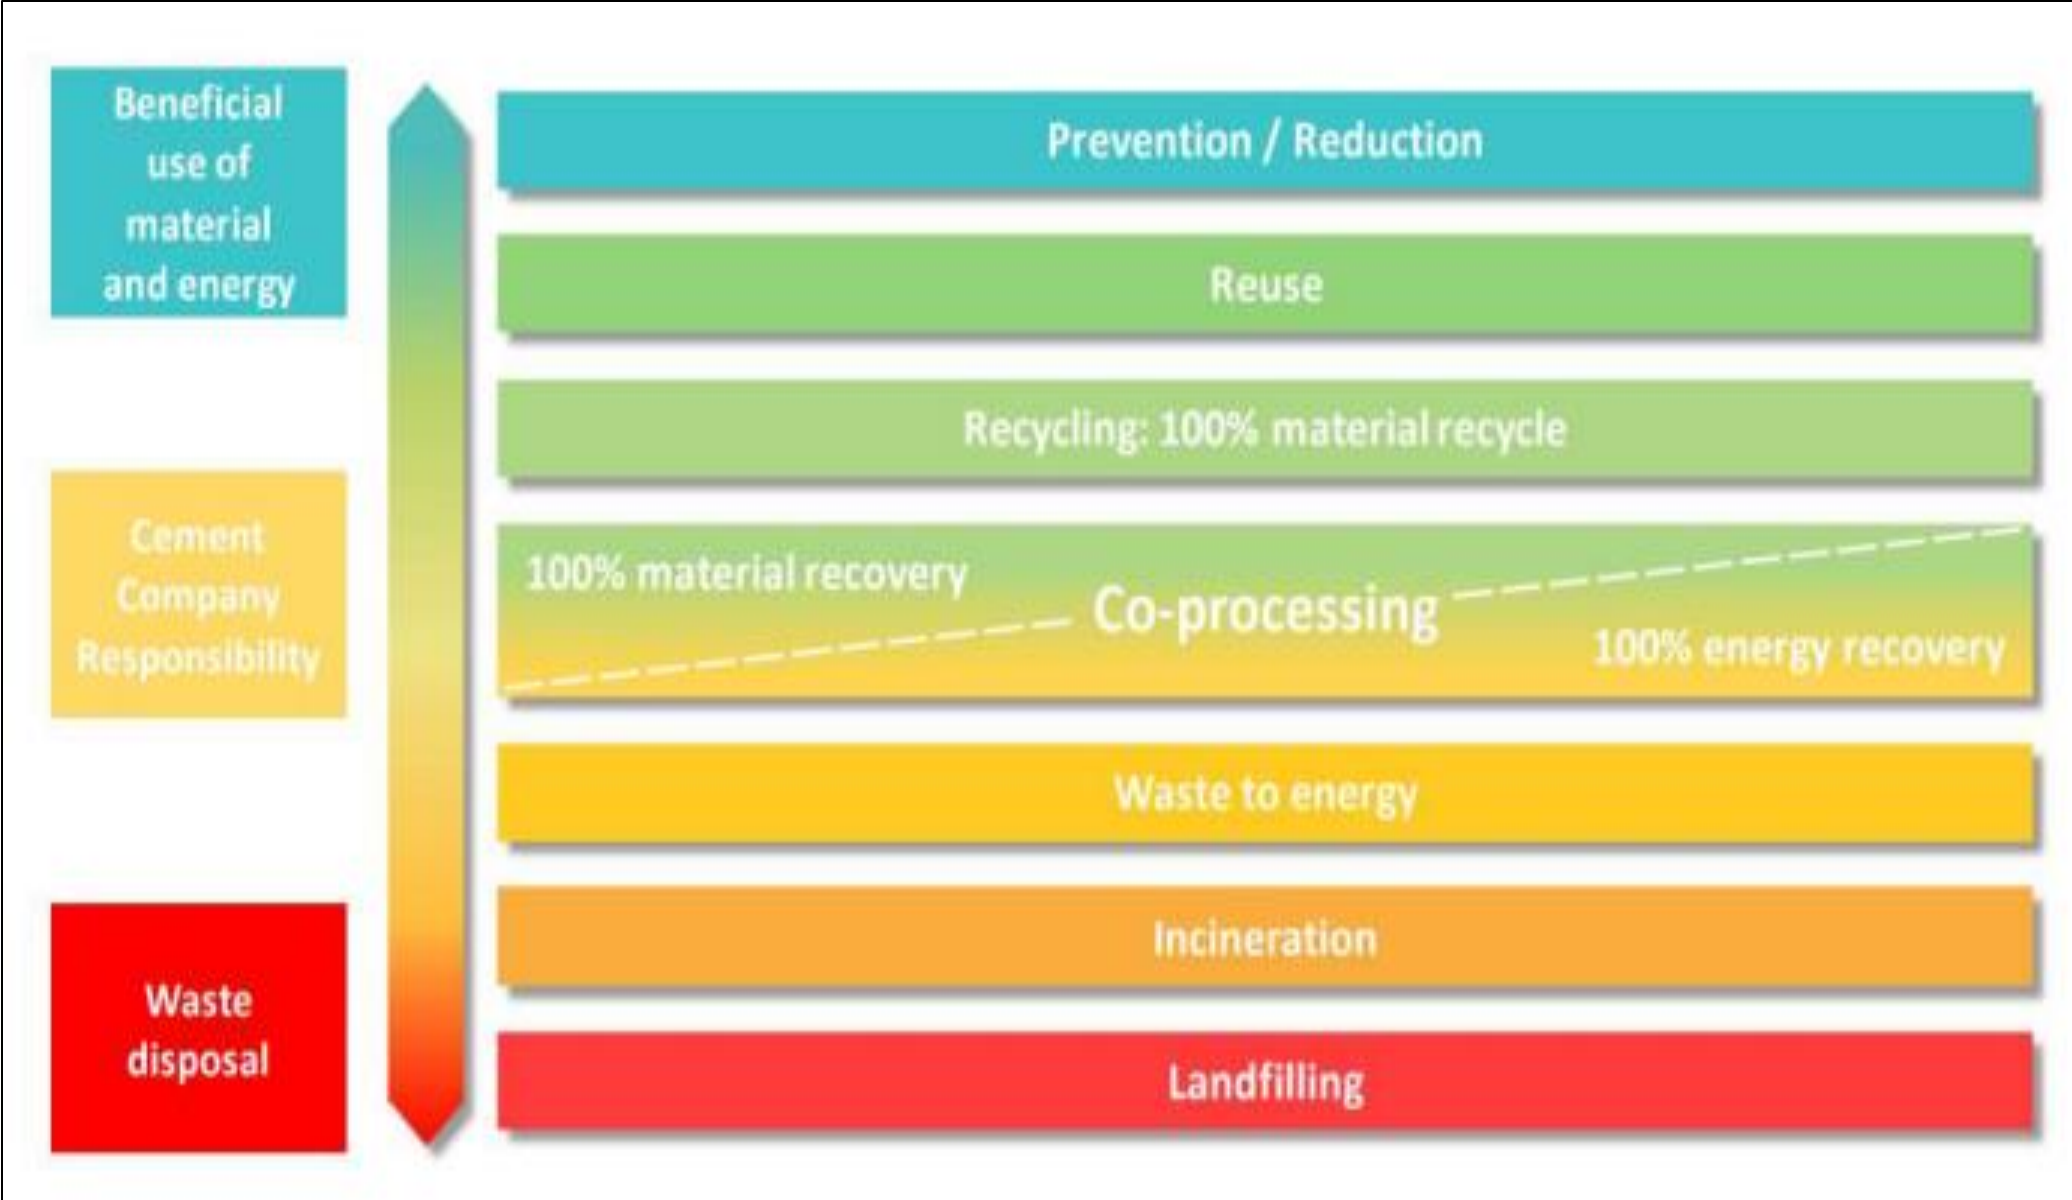 Beneficial
use of
material
and energy
Prevention / Reduction
Reuse
Recycling: 100% material recycle
Cement
Company
Responsibility
100% material recovery
Co-processing
100% energy recovery
Waste to energy
Incineration
Waste
disposal
Landfilling